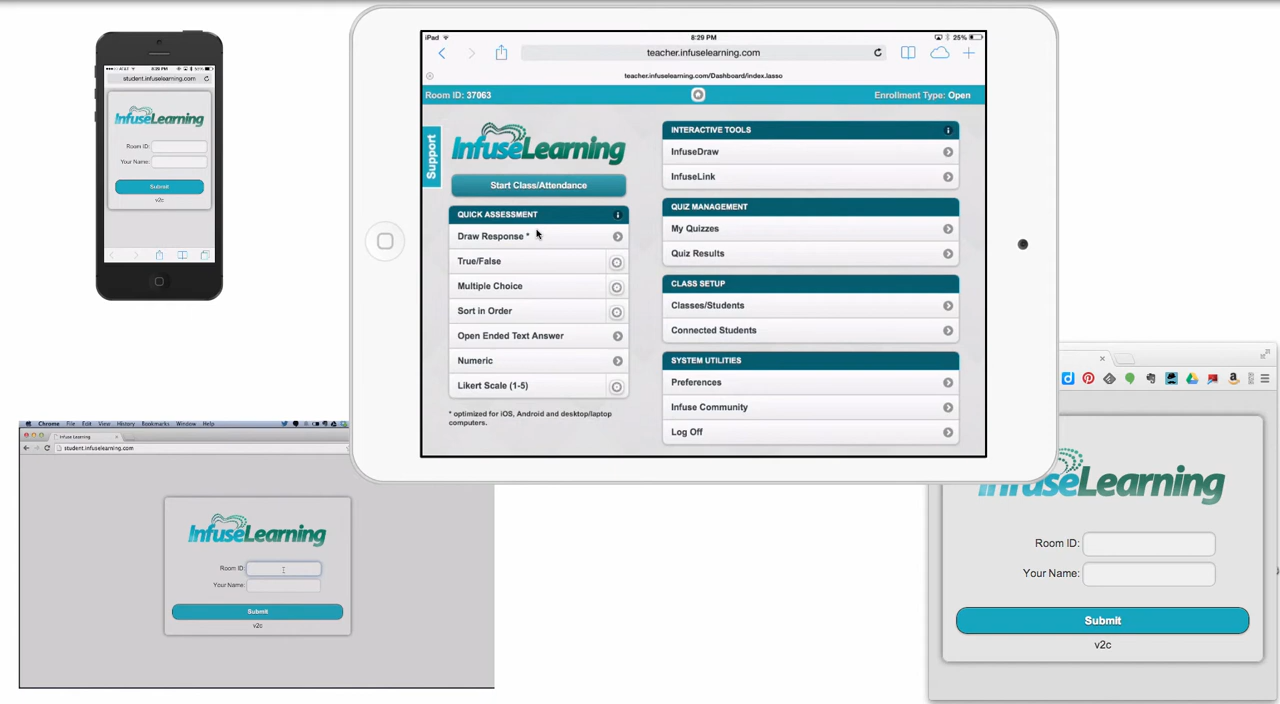 8:29 PM
student.infuselearning.com
InfuseLearning
Room ID:
Your Name:
Submit
v2c
iPad
8:29 PM
25%
teacher.infuselearning.com
teacher.infuselearning.com/Dashboard/index.lasso
Room ID: 37063
Enrollment Type: Open
Support
InfuseLearning
Start Class/Attendance
QUICK ASSESSMENT
Draw Response *
True/False
Multiple Choice
Sort in Order
Open Ended Text Answer
Numeric
Likert Scale (1-5)
* optimized for iOS, Android and desktop/laptop
computers.
INTERACTIVE TOOLS
InfuseDraw
InfuseLink
QUIZ MANAGEMENT
My Quizzes
Quiz Results
CLASS SETUP
Classes/Students
Connected Students
SYSTEM UTILITIES
Preferences
Infuse Community
Log Off
Chrome File Edit View History Bookmarks Window Help
Infuse Learning
student.infuselearning.com
InfuseLearning
Room ID:
Your Name:
Submit
v2c
InfuseLearning
Room ID:
Your Name:
Submit
v2c